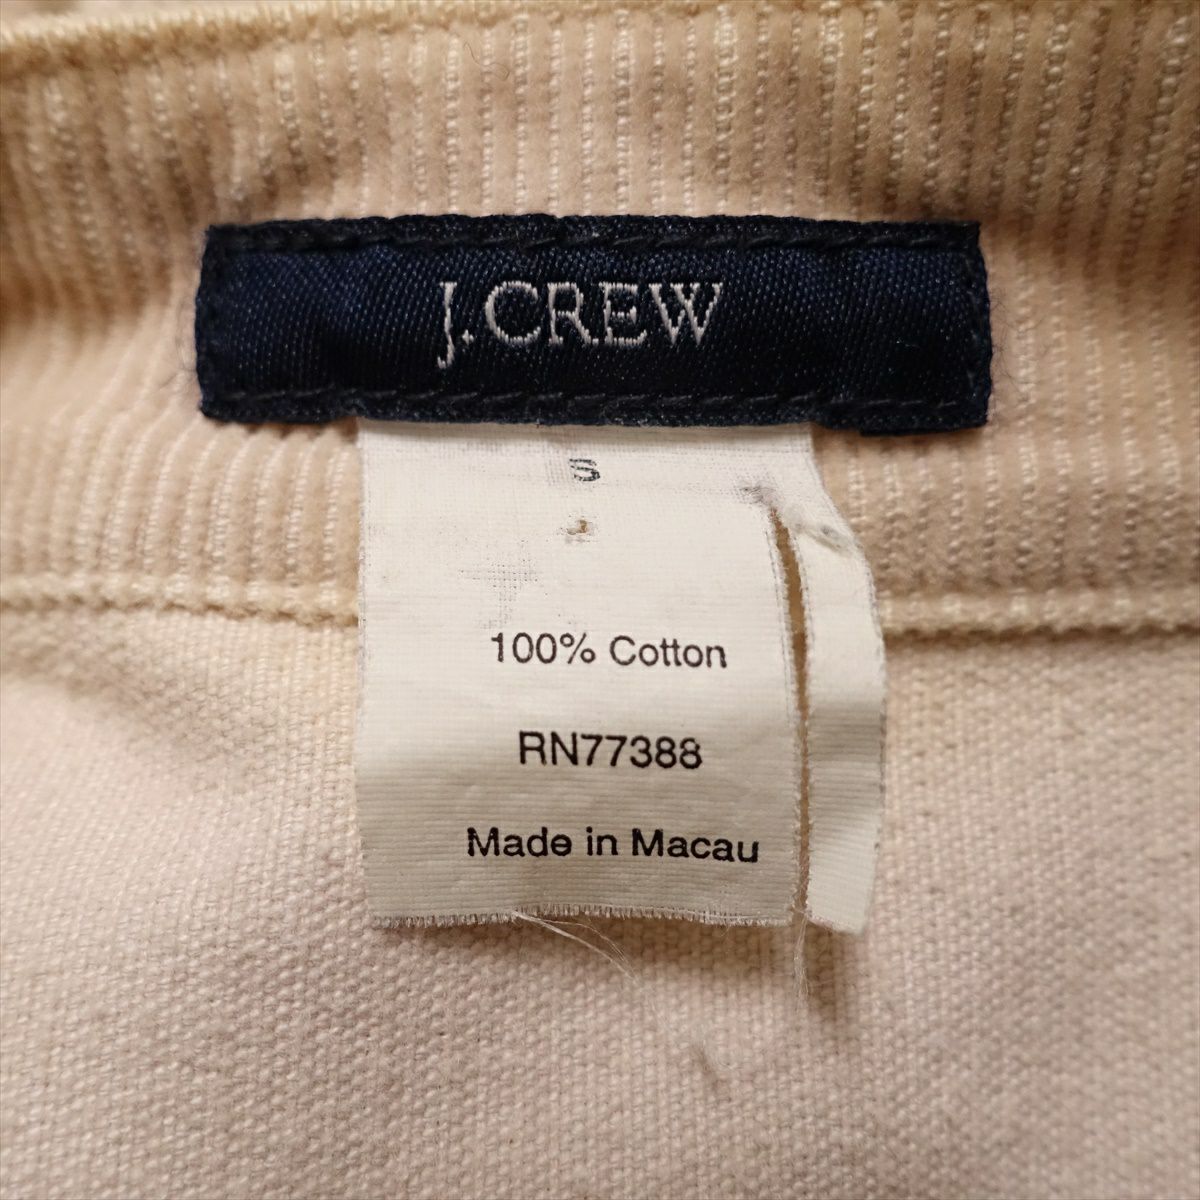 J.CREW
S
100% Cotton
RN77388
Made in Macau